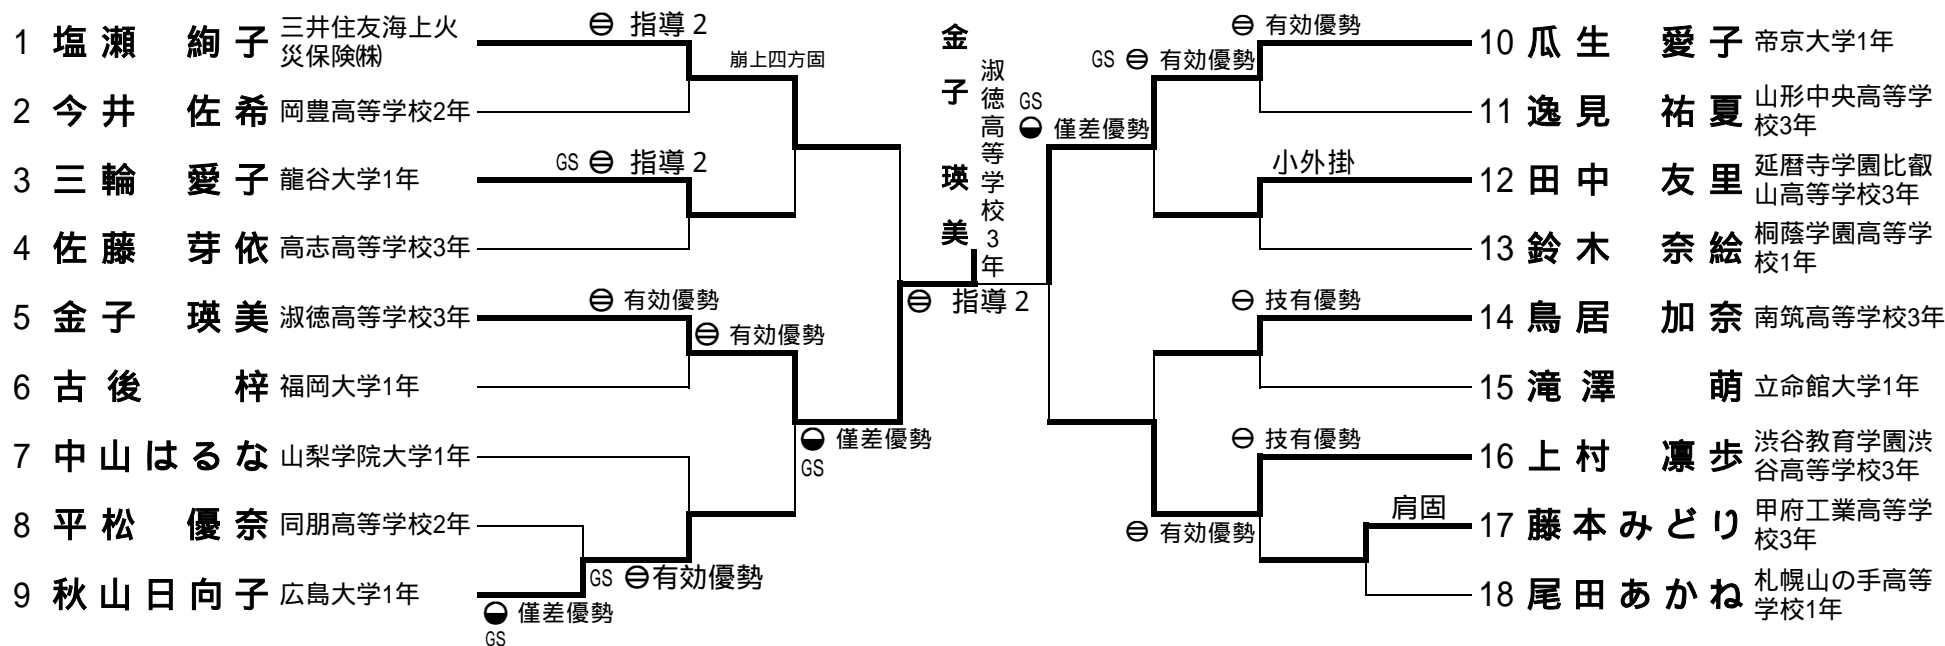 1 塩瀬 絢子 三井住友海上火
災保険㈱
2 今井 佐希 岡豊高等学校2年
3 三輪 愛子 龍谷大学1年
4 佐藤 芽依 高志高等学校3年
5 金子 瑛美 淑徳高等学校3年
6 古後 梓 福岡大学1年
7 中山はるな 山梨学院大学1年
8 平松 優奈 同朋高等学校2年
9 秋山日向子 広島大学1年
指導2
崩上四方固
GS 指導2
有効優勢
有効優勢
僅差優勢
GS
GS 有効優勢
僅差優勢
GS
金子 瑛美
淑徳高等学校3年
指導2
GS
僅差優勢
GS 有効優勢
有効優勢
小外掛
技有優勢
技有優勢
有効優勢
肩固
10 瓜生 愛子 帝京大学1年
11 逸見 祐夏 山形中央高等学
校3年
12 田中 友里 延暦寺学園比叡
山高等学校3年
13 鈴木 奈絵 桐蔭学園高等学
校1年
14 鳥居 加奈 南筑高等学校3年
15 滝澤 萌 立命館大学1年
16 上村 凛歩 渋谷教育学園渋
谷高等学校3年
17 藤本みどり 甲府工業高等学
校3年
18 尾田あかね 札幌山の手高等
学校1年